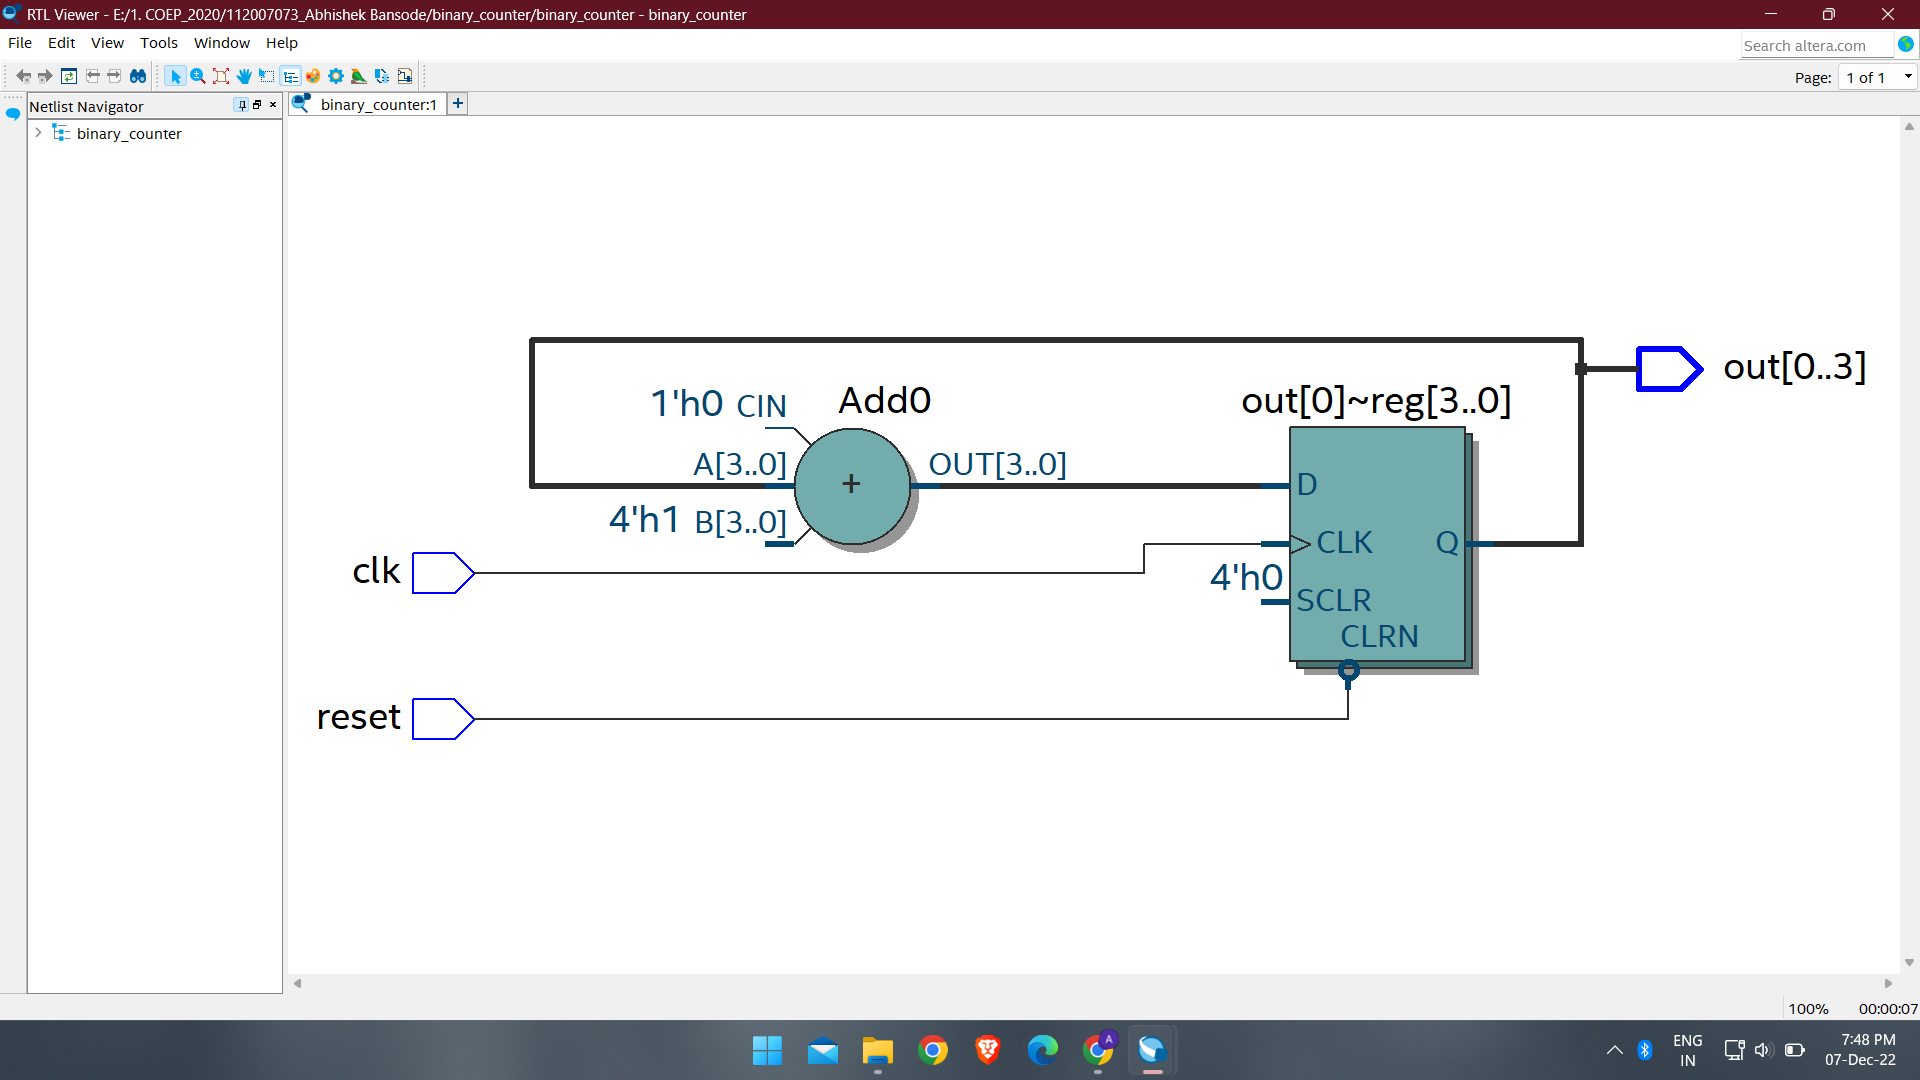 RTL Viewer - E:/1. COEP_2020/112007073_Abhishek Bansode/binary_counter/binary_counter - binary_counter
File Edit View Tools Window Help
Search altera.com
Page: 1 of 1
Netlist Navigator
binary_counter:1
+
binary_counter
out[0..3]
1'h0 CIN
Add0
out[0]~reg[3..0]
A[3..0]
+
OUT[3..0]
D
4'h1 B[3..0]
clk
CLK
Q
4'h0
SCLR
CLRN
reset
100% 00:00:07
A
ENG
IN
7:48 PM
07-Dec-22